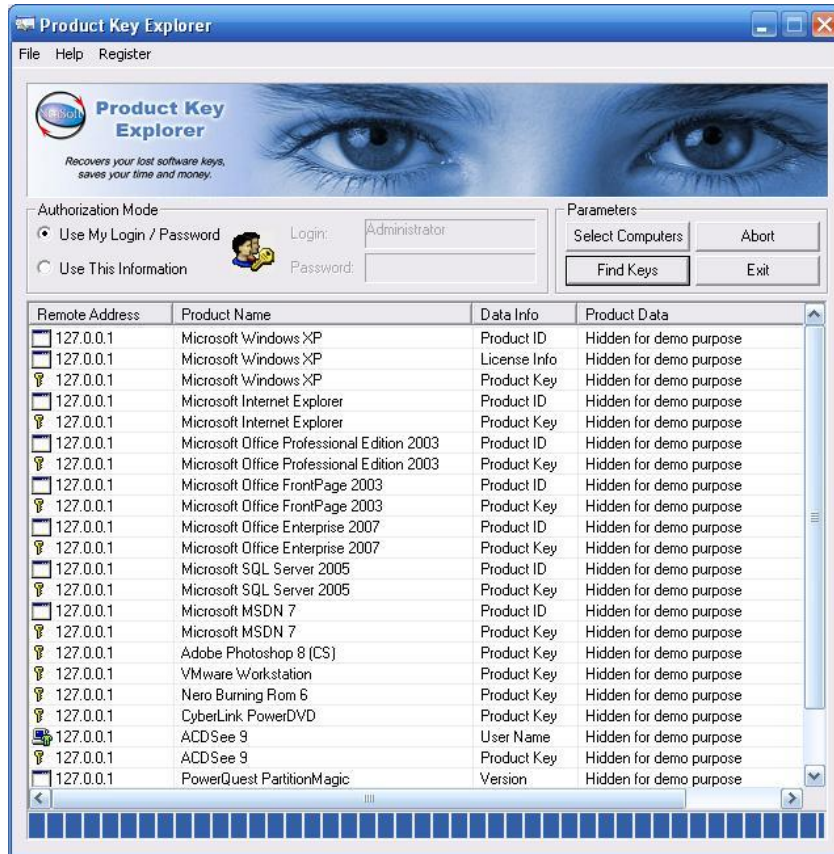 Product Key Explorer
File Help Register
Product Key
Explorer
Recovers your lost software keys,
saves your time and money.
Authorization Mode
Use My Login / Password
Login:
Administrator
Use This Information
Password:
Parameters
Select Computers
Abort
Find Keys
Exit
Remote Address Product Name Data Info Product Data
127.0.0.1 Microsoft Windows XP Product ID Hidden for demo purpose
127.0.0.1 Microsoft Windows XP License Info Hidden for demo purpose
127.0.0.1 Microsoft Windows XP Product Key Hidden for demo purpose
127.0.0.1 Microsoft Internet Explorer Product ID Hidden for demo purpose
127.0.0.1 Microsoft Internet Explorer Product Key Hidden for demo purpose
127.0.0.1 Microsoft Office Professional Edition 2003 Product ID Hidden for demo purpose
127.0.0.1 Microsoft Office Professional Edition 2003 Product Key Hidden for demo purpose
127.0.0.1 Microsoft Office FrontPage 2003 Product ID Hidden for demo purpose
127.0.0.1 Microsoft Office FrontPage 2003 Product Key Hidden for demo purpose
127.0.0.1 Microsoft Office Enterprise 2007 Product ID Hidden for demo purpose
127.0.0.1 Microsoft Office Enterprise 2007 Product Key Hidden for demo purpose
127.0.0.1 Microsoft SQL Server 2005 Product ID Hidden for demo purpose
127.0.0.1 Microsoft SQL Server 2005 Product Key Hidden for demo purpose
127.0.0.1 Microsoft MSDN 7 Product ID Hidden for demo purpose
127.0.0.1 Microsoft MSDN 7 Product Key Hidden for demo purpose
127.0.0.1 Adobe Photoshop 8 (CS) Product Key Hidden for demo purpose
127.0.0.1 VMware Workstation Product Key Hidden for demo purpose
127.0.0.1 Nero Burning Rom 6 Product Key Hidden for demo purpose
127.0.0.1 CyberLink PowerDVD Product Key Hidden for demo purpose
127.0.0.1 ACDSee 9 User Name Hidden for demo purpose
127.0.0.1 ACDSee 9 Product Key Hidden for demo purpose
127.0.0.1 PowerQuest PartitionMagic Version Hidden for demo purpose